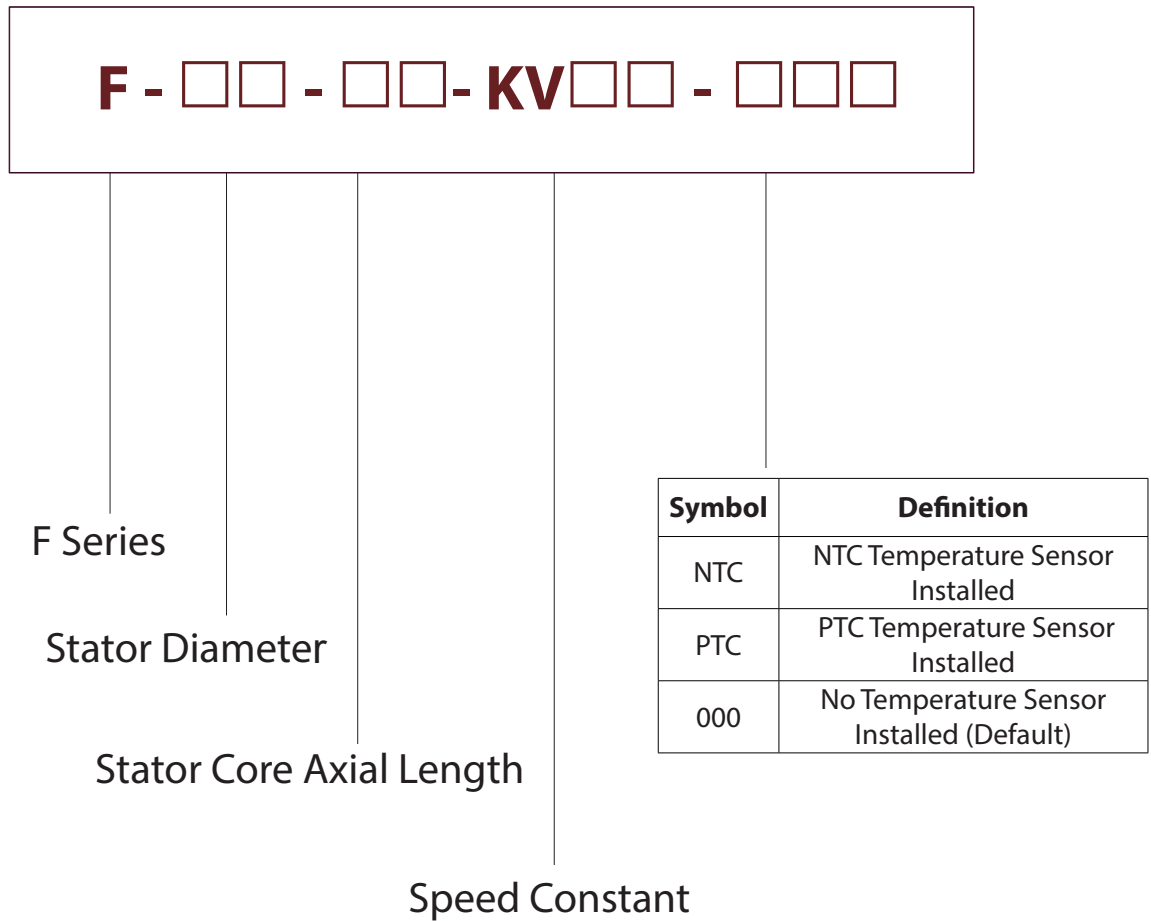 F - □□ - □□- KV□□ - □□□
F Series
Stator Diameter
Stator Core Axial Length
Speed Constant
Symbol Definition
NTC NTC Temperature Sensor
Installed
PTC PTC Temperature Sensor
Installed
000 No Temperature Sensor
Installed (Default)